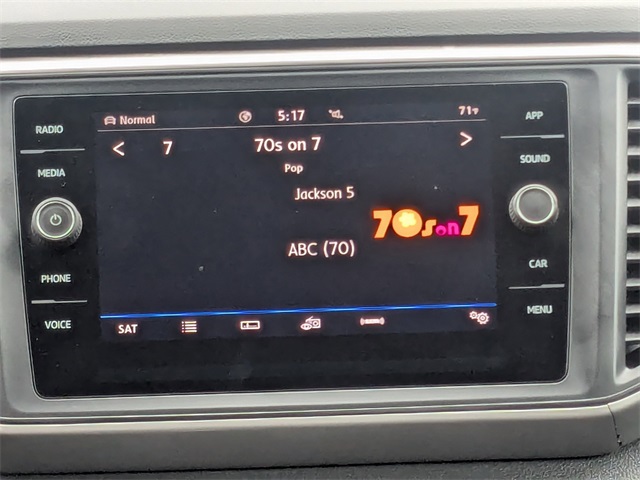 Normal 5:17 71°F
7 70s on 7
Pop
Jackson 5
70s on 7
ABC (70)
SAT
RADIO
MEDIA
PHONE
VOICE
APP
SOUND
CAR
MENU